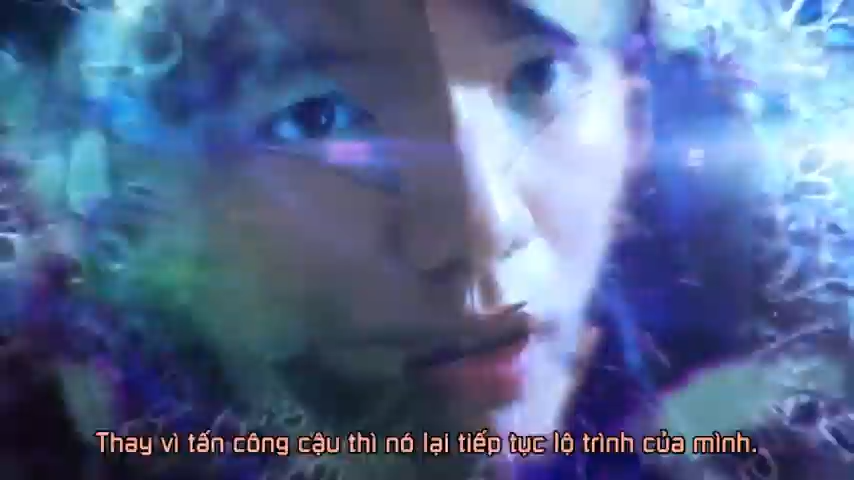 Thay vì tấn công cậu thì nó lại tiếp tục lộ trình của mình.